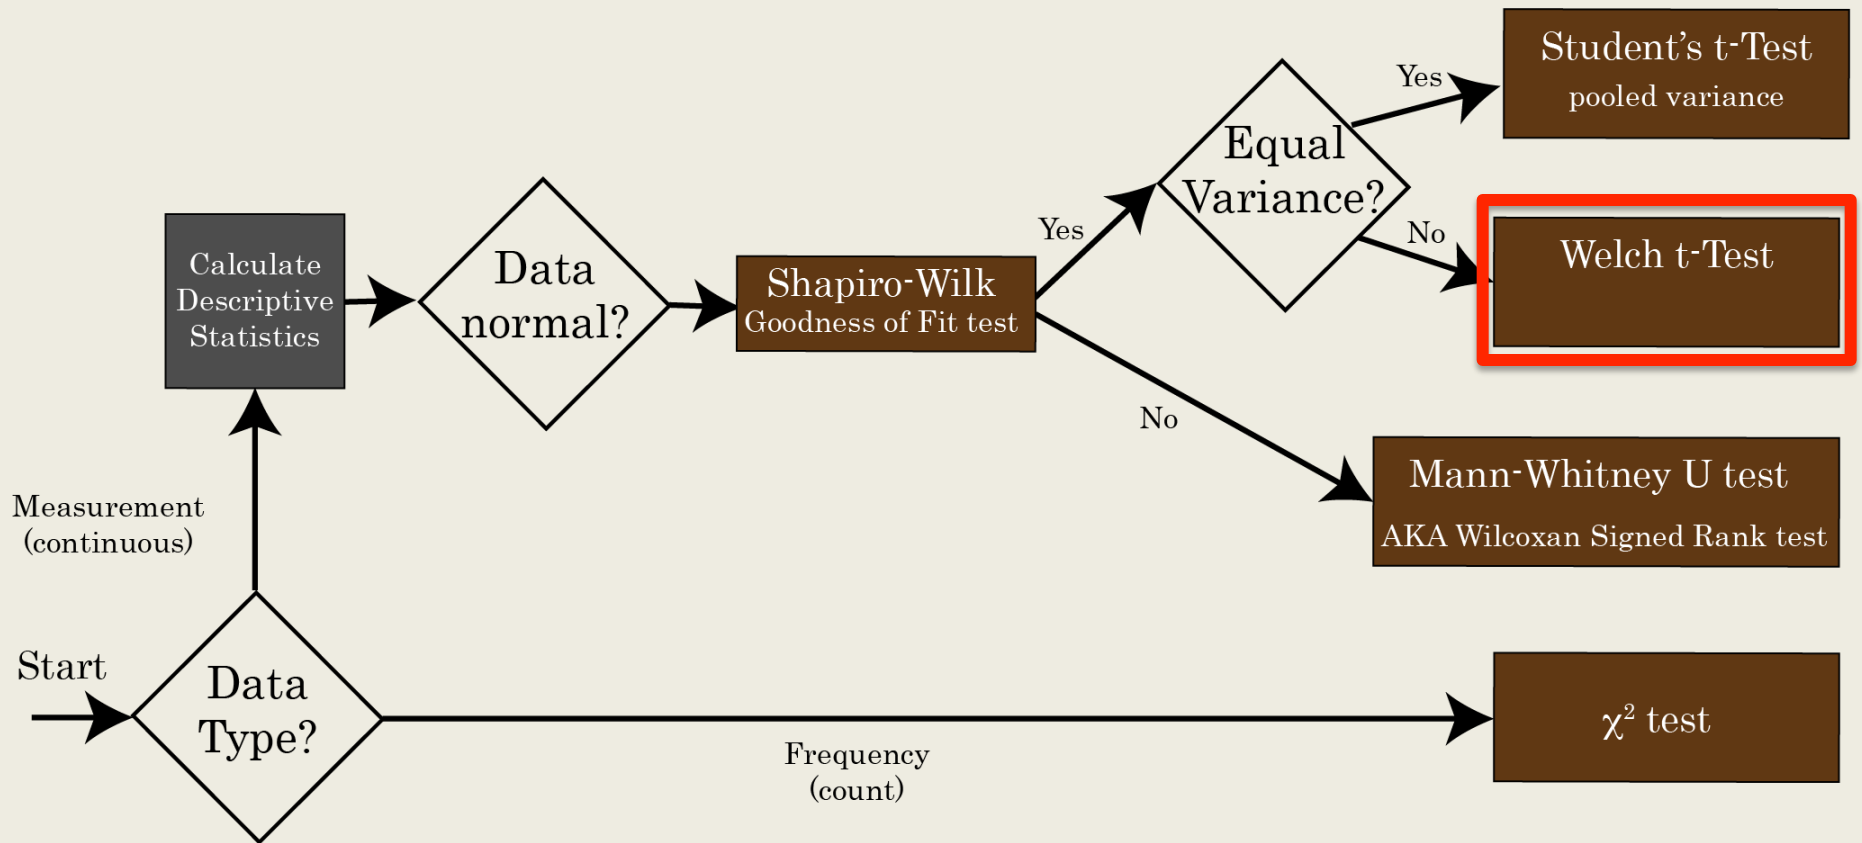 Start
Data
Type?
Measurement
(continuous)
Calculate
Descriptive
Statistics
Data
normal?
Shapiro-Wilk
Goodness of Fit test
Yes
Equal
Variance?
Yes
Student's t-Test
pooled variance
No
Welch t-Test
No
Mann-Whitney U test
AKA Wilcoxan Signed Rank test
Frequency
(count)
χ² test